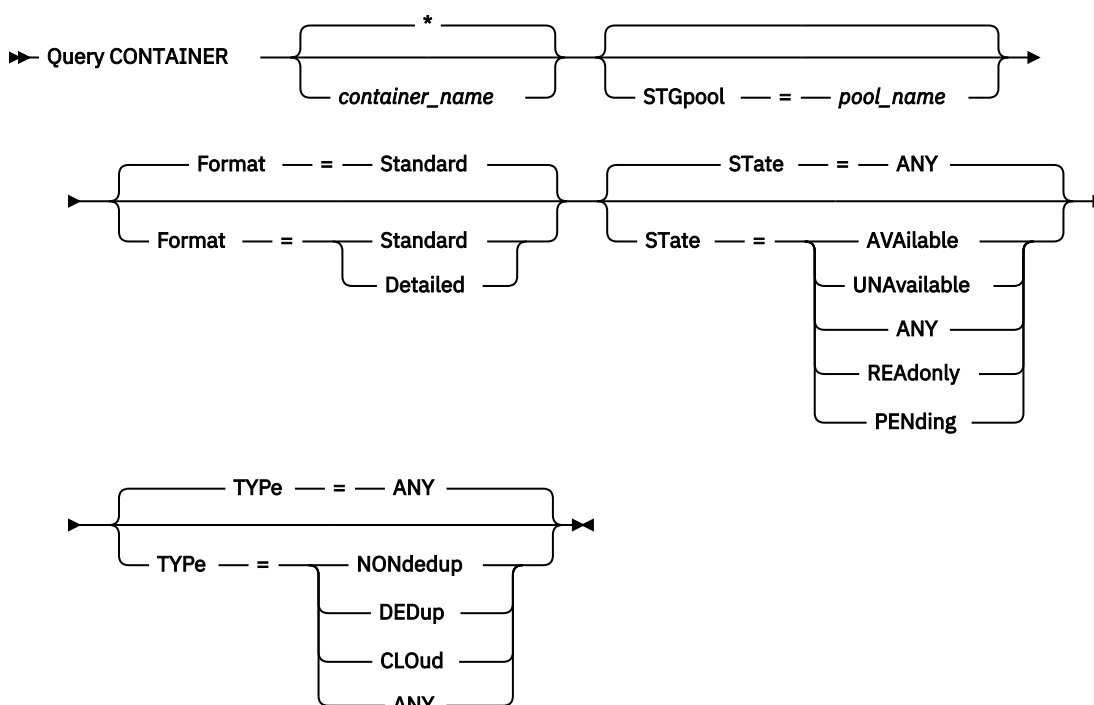 *
Query CONTAINER
container_name STGpool = pool_name
Format = Standard STate = ANY
Format = Standard STate = AVAilable
Detailed UNAvailable
ANY
REAdonly
PENding
TYPe = ANY
TYPe = NONdedup
DEDup
CLOud
ANY